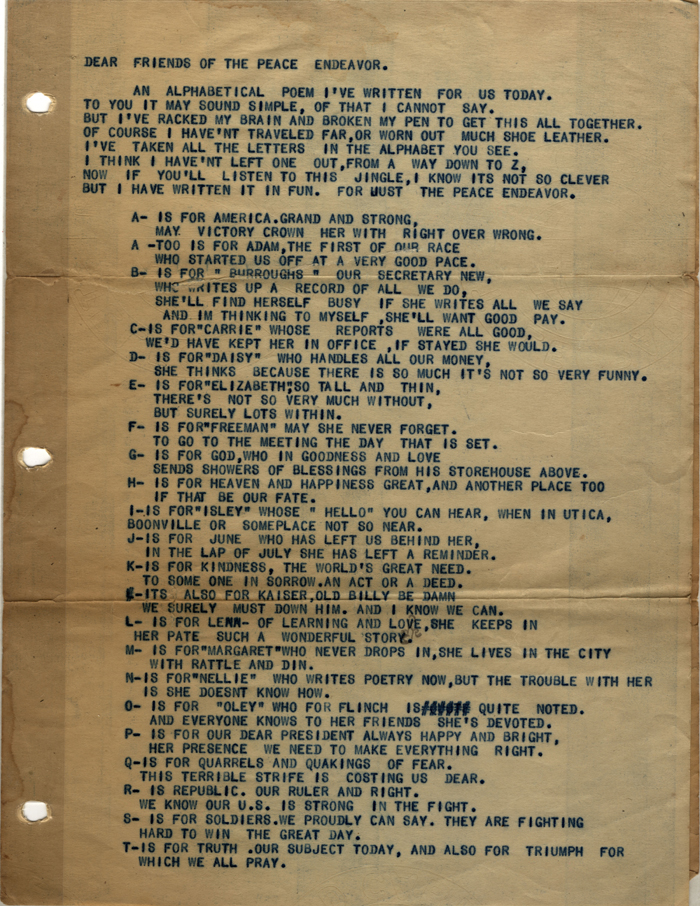 DEAR FRIENDS OF THE PEACE ENDEAVOR.
AN ALPHABETICAL POEM I'VE WRITTEN FOR US TODAY.
TO YOU IT MAY SOUND SIMPLE, OF THAT I CANNOT SAY.
BUT I'VE RACKED MY BRAIN AND BROKEN MY PEN TO GET THIS ALL TOGETHER.
OF COURSE I HAVE'NT TRAVELED FAR,OR WORN OUT MUCH SHOE LEATHER.
I'VE TAKEN ALL THE LETTERS IN THE ALPHABET YOU SEE.
I THINK I HAVE'NT LEFT ONE OUT,FROM A WAY DOWN TO Z,
NOW IF YOU'LL LISTEN TO THIS JINGLE,I KNOW ITS NOT SO CLEVER
BUT I HAVE WRITTEN IT IN FUN. FOR JUST THE PEACE ENDEAVOR.
A- IS FOR AMERICA.GRAND AND STRONG,
MAY VICTORY CROWN HER WITH RIGHT OVER WRONG.
A -TOO IS FOR ADAM,THE FIRST OF OUR RACE
WHO STARTED US OFF AT A VERY GOOD PACE.
B- IS FOR " BURROUGHS " OUR SECRETARY NEW,
WHO WRITES UP A RECORD OF ALL WE DO,
SHE'LL FIND HERSELF BUSY IF SHE WRITES ALL WE SAY
AND IM THINKING TO MYSELF ,SHE'LL WANT GOOD PAY.
C-IS FOR"CARRIE" WHOSE REPORTS WERE ALL GOOD,
WE'D HAVE KEPT HER IN OFFICE ,IF STAYED SHE WOULD.
D- IS FOR"DAISY" WHO HANDLES ALL OUR MONEY,
SHE THINKS BECAUSE THERE IS SO MUCH IT'S NOT SO VERY FUNNY.
E- IS FOR"ELIZABETH"SO TALL AND THIN,
THERE'S NOT SO VERY MUCH WITHOUT,
BUT SURELY LOTS WITHIN.
F- IS FOR"FREEMAN" MAY SHE NEVER FORGET.
TO GO TO THE MEETING THE DAY THAT IS SET.
G- IS FOR GOD,WHO IN GOODNESS AND LOVE
SENDS SHOWERS OF BLESSINGS FROM HIS STOREHOUSE ABOVE.
H- IS FOR HEAVEN AND HAPPINESS GREAT,AND ANOTHER PLACE TOO
IF THAT BE OUR FATE.
I-IS FOR"ISLEY" WHOSE " HELLO" YOU CAN HEAR, WHEN IN UTICA,
BOONVILLE OR SOMEPLACE NOT SO NEAR.
J-IS FOR JUNE WHO HAS LEFT US BEHIND HER,
IN THE LAP OF JULY SHE HAS LEFT A REMINDER.
K-IS FOR KINDNESS, THE WORLD'S GREAT NEED.
TO SOME ONE IN SORROW.AN ACT OR A DEED.
K-ITS ALSO FOR KAISER,OLD BILLY BE DAMN
WE SURELY MUST DOWN HIM. AND I KNOW WE CAN.
L- IS FOR LENA- OF LEARNING AND LOVE,SHE KEEPS IN
HER PATE SUCH A WONDERFUL STORY.
M- IS FOR"MARGARET"WHO NEVER DROPS IN,SHE LIVES IN THE CITY
WITH RATTLE AND DIN.
N-IS FOR"NELLIE" WHO WRITES POETRY NOW,BUT THE TROUBLE WITH HER
IS SHE DOESNT KNOW HOW.
O- IS FOR "OLEY" WHO FOR FLINCH IS QUITE NOTED.
AND EVERYONE KNOWS TO HER FRIENDS SHE'S DEVOTED.
P- IS FOR OUR DEAR PRESIDENT ALWAYS HAPPY AND BRIGHT,
HER PRESENCE WE NEED TO MAKE EVERYTHING RIGHT.
Q-IS FOR QUARRELS AND QUAKINGS OF FEAR.
THIS TERRIBLE STRIFE IS COSTING US DEAR.
R- IS REPUBLIC. OUR RULER AND RIGHT.
WE KNOW OUR U.S. IS STRONG IN THE FIGHT.
S- IS FOR SOLDIERS.WE PROUDLY CAN SAY. THEY ARE FIGHTING
HARD TO WIN THE GREAT DAY.
T-IS FOR TRUTH .OUR SUBJECT TODAY, AND ALSO FOR TRIUMPH FOR
WHICH WE ALL PRAY.